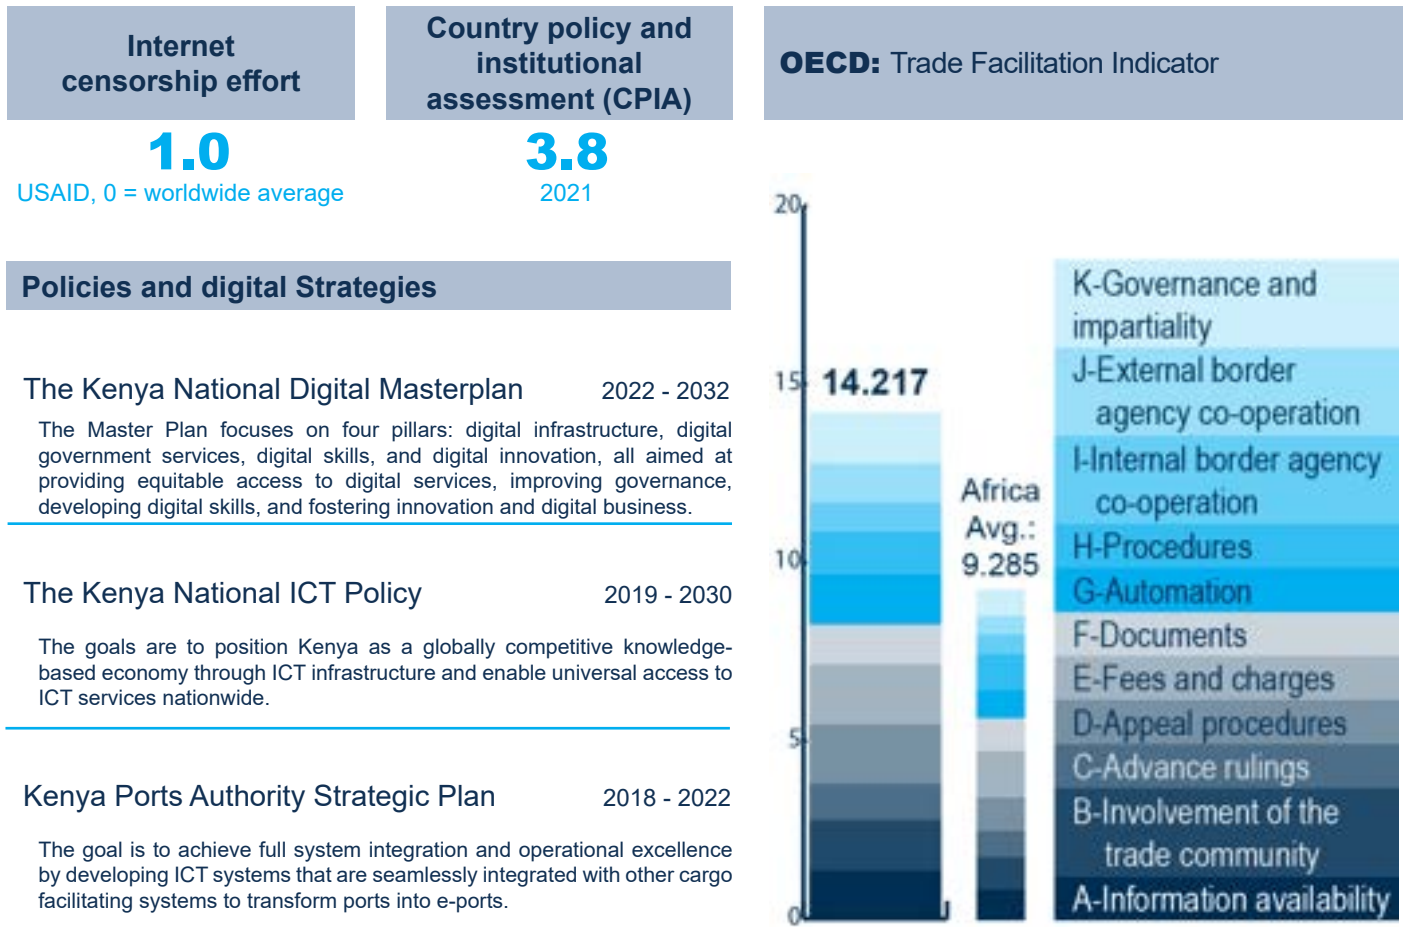 Internet
censorship effort
1.0
USAID, 0 = worldwide average
Country policy and
institutional
assessment (CPIA)
3.8
2021
Policies and digital Strategies
The Kenya National Digital Masterplan 2022 - 2032
The Master Plan focuses on four pillars: digital infrastructure, digital
government services, digital skills, and digital innovation, all aimed at
providing equitable access to digital services, improving governance,
developing digital skills, and fostering innovation and digital business.
The Kenya National ICT Policy 2019 - 2030
The goals are to position Kenya as a globally competitive knowledge-
based economy through ICT infrastructure and enable universal access to
ICT services nationwide.
Kenya Ports Authority Strategic Plan 2018 - 2022
The goal is to achieve full system integration and operational excellence
by developing ICT systems that are seamlessly integrated with other cargo
facilitating systems to transform ports into e-ports.
OECD: Trade Facilitation Indicator
20
15
10
5
0
14.217
Africa
Avg.:
9.285
K-Governance and
impartiality
J-External border
agency co-operation
I-Internal border agency
co-operation
H-Procedures
G-Automation
F-Documents
E-Fees and charges
D-Appeal procedures
C-Advance rulings
B-Involvement of the
trade community
A-Information availability